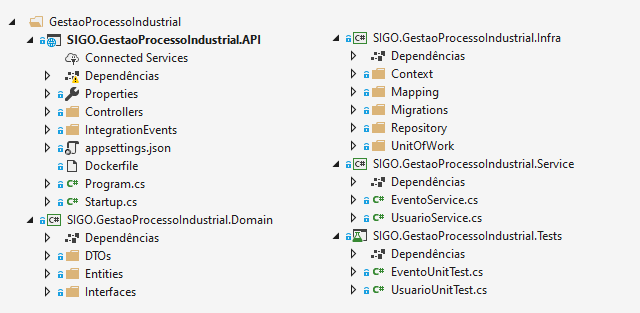 GestaoProcessoIndustrial
SIGO.GestaoProcessoIndustrial.API
Connected Services
Dependências
Properties
Controllers
IntegrationEvents
appsettings.json
Dockerfile
C# Program.cs
C# Startup.cs
C# SIGO.GestaoProcessoIndustrial.Domain
Dependências
DTOs
Entities
Interfaces
C# SIGO.GestaoProcessoIndustrial.Infra
Dependências
Context
Mapping
Migrations
Repository
UnitOfWork
C# SIGO.GestaoProcessoIndustrial.Service
Dependências
C# EventoService.cs
C# UsuarioService.cs
SIGO.GestaoProcessoIndustrial.Tests
Dependências
C# EventoUnitTest.cs
C# UsuarioUnitTest.cs